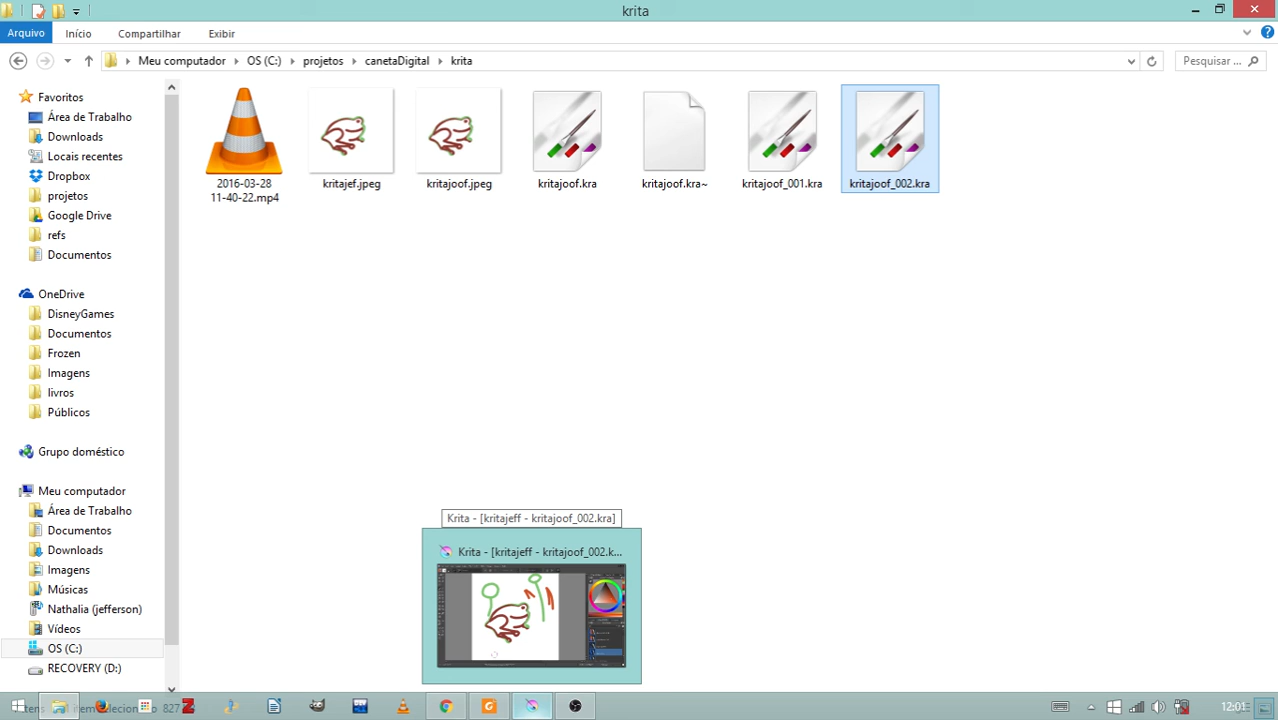 krita
Arquivo
Início
Compartilhar
Exibir
Meu computador
OS (C:)
projetos
canetaDigital
krita
Pesquisar ...
Favoritos
Área de Trabalho
Downloads
Locais recentes
Dropbox
projetos
Google Drive
refs
Documentos
OneDrive
DisneyGames
Documentos
Frozen
Imagens
livros
Públicos
Grupo doméstico
Meu computador
Área de Trabalho
Documentos
Downloads
Imagens
Músicas
Nathalia (jefferson)
Vídeos
OS (C:)
RECOVERY (D:)
2016-03-28
11-40-22.mp4
kritajef.jpeg
kritajoof.jpeg
kritajoof.kra
kritajoof.kra~
kritajoof_001.kra
kritajoof_002.kra
Krita - [kritajeff - kritajoof_002.kra]
Krita - [kritajeff - kritajoof_002.k...
827
12:01